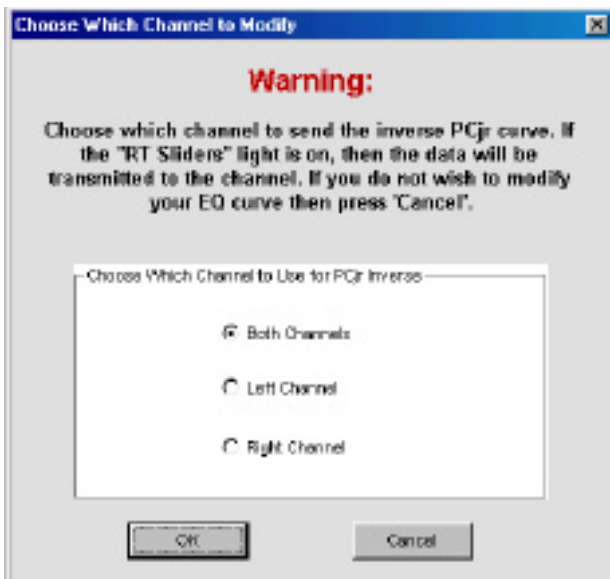 Choose Which Channel to Modify
Warning:
Choose which channel to send the inverse PCjr curve. If
the "RT Sliders" light is on, then the data will be
transmitted to the channel. If you do not wish to modify
your EQ curve then press 'Cancel'.
Choose Which Channel to Use for PCjr Inverse
Both Channels
Left Channel
Right Channel
OK
Cancel